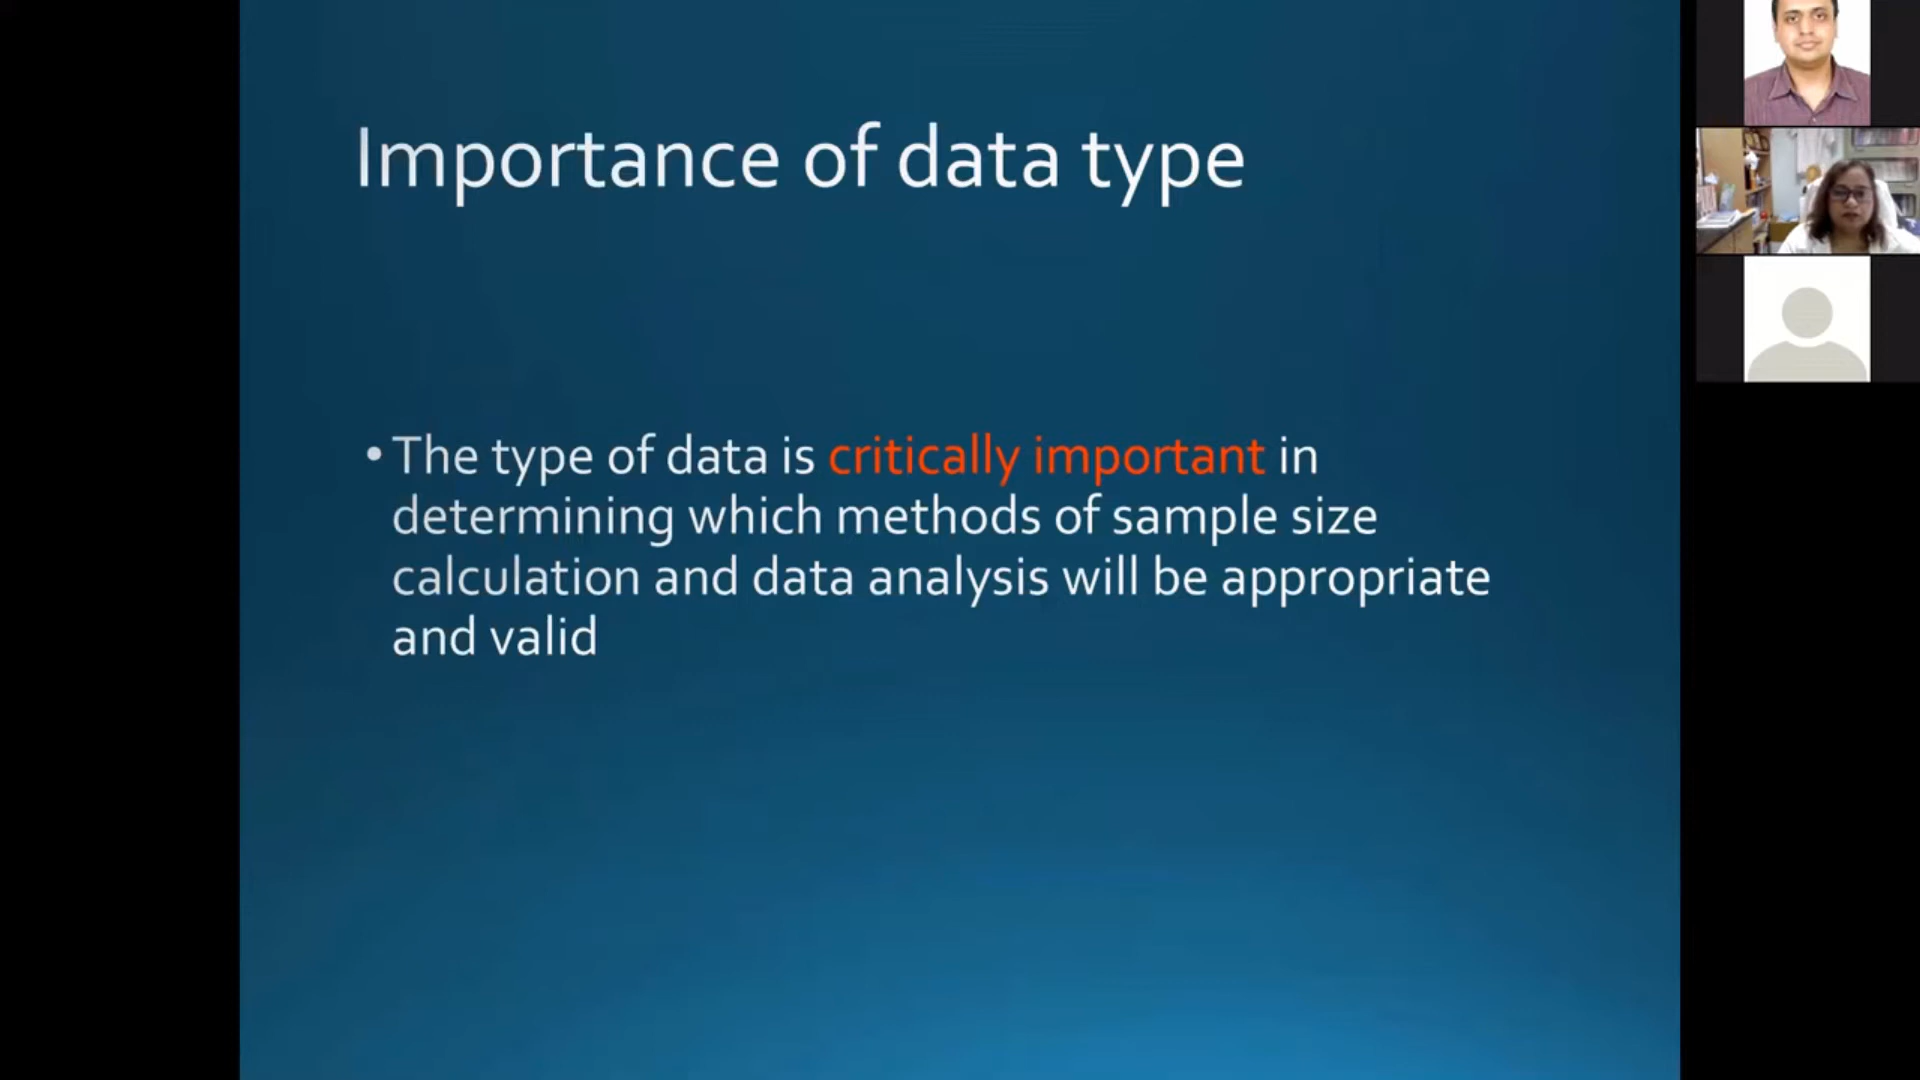 Importance of data type
• The type of data is critically important in
determining which methods of sample size
calculation and data analysis will be appropriate
and valid